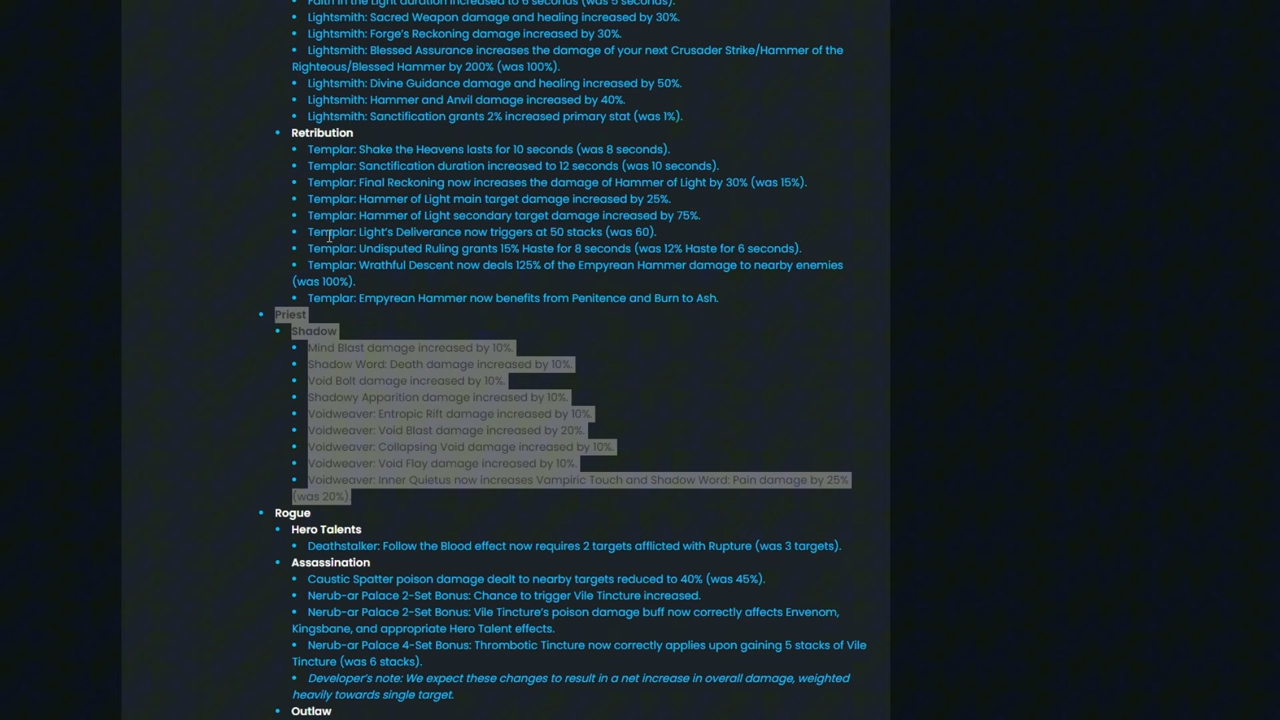 Faith in the Light duration increased to 6 seconds (was 5 seconds).
• Lightsmith: Sacred Weapon damage and healing increased by 30%.
• Lightsmith: Forge's Reckoning damage increased by 30%.
• Lightsmith: Blessed Assurance increases the damage of your next Crusader Strike/Hammer of the
Righteous/Blessed Hammer by 200% (was 100%).
• Lightsmith: Divine Guidance damage and healing increased by 50%.
• Lightsmith: Hammer and Anvil damage increased by 40%.
• Lightsmith: Sanctification grants 2% increased primary stat (was 1%).
• Retribution
• Templar: Shake the Heavens lasts for 10 seconds (was 8 seconds).
• Templar: Sanctification duration increased to 12 seconds (was 10 seconds).
• Templar: Final Reckoning now increases the damage of Hammer of Light by 30% (was 15%).
• Templar: Hammer of Light main target damage increased by 25%.
• Templar: Hammer of Light secondary target damage increased by 75%.
• Templar: Light's Deliverance now triggers at 50 stacks (was 60).
• Templar: Undisputed Ruling grants 15% Haste for 8 seconds (was 12% Haste for 6 seconds).
• Templar: Wrathful Descent now deals 125% of the Empyrean Hammer damage to nearby enemies
(was 100%).
• Templar: Empyrean Hammer now benefits from Penitence and Burn to Ash.
• Priest
• Shadow
• Mind Blast damage increased by 10%.
• Shadow Word: Death damage increased by 10%.
• Void Bolt damage increased by 10%.
• Shadowy Apparition damage increased by 10%.
• Voidweaver: Entropic Rift damage increased by 10%.
• Voidweaver: Void Blast damage increased by 20%.
• Voidweaver: Collapsing Void damage increased by 10%.
• Voidweaver: Void Flay damage increased by 10%.
• Voidweaver: Inner Quietus now increases Vampiric Touch and Shadow Word: Pain damage by 25%
(was 20%).
• Rogue
• Hero Talents
• Deathstalker: Follow the Blood effect now requires 2 targets afflicted with Rupture (was 3 targets).
• Assassination
• Caustic Spatter poison damage dealt to nearby targets reduced to 40% (was 45%).
• Nerub-ar Palace 2-Set Bonus: Chance to trigger Vile Tincture increased.
• Nerub-ar Palace 2-Set Bonus: Vile Tincture's poison damage buff now correctly affects Envenom,
Kingsbane, and appropriate Hero Talent effects.
• Nerub-ar Palace 4-Set Bonus: Thrombotic Tincture now correctly applies upon gaining 5 stacks of Vile
Tincture (was 6 stacks).
• Developer's note: We expect these changes to result in a net increase in overall damage, weighted
heavily towards single target.
• Outlaw